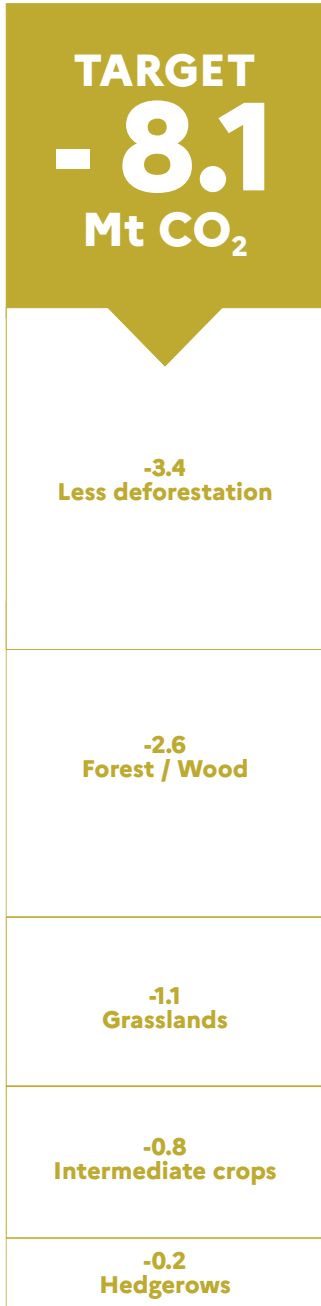 TARGET
- 8.1
Mt CO₂
-3.4
Less deforestation
-2.6
Forest / Wood
-1.1
Grasslands
-0.8
Intermediate crops
-0.2
Hedgerows